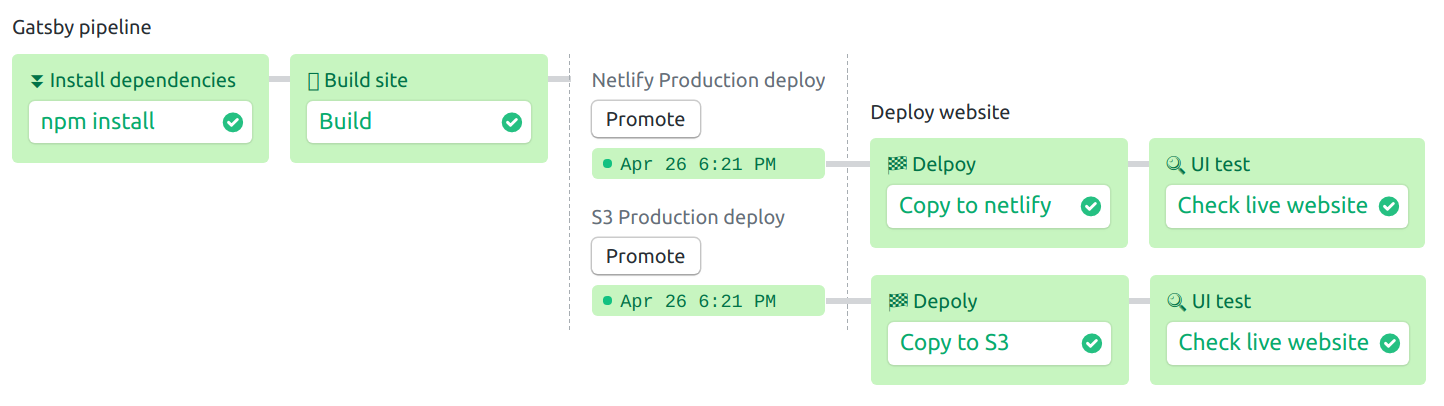 Gatsby pipeline
Install dependencies
npm install
Build site
Build
Netlify Production deploy
Promote
Apr 26 6:21 PM
S3 Production deploy
Promote
Apr 26 6:21 PM
Deploy website
Delpoy
Copy to netlify
UI test
Check live website
Depoly
Copy to S3
UI test
Check live website